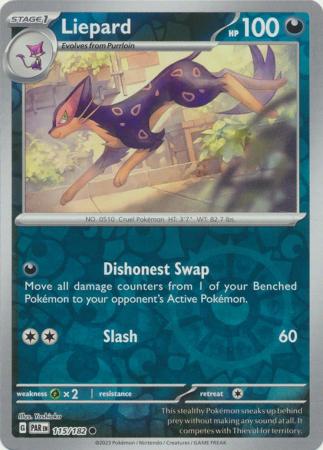 STAGE 1
Liepard
HP 100
Evolves from Purrloin
NO. 0510 Cruel Pokémon HT: 3'7" WT: 82.7 lbs.
Dishonest Swap
Move all damage counters from 1 of your Benched
Pokémon to your opponent's Active Pokémon.
Slash 60
weakness × 2 resistance retreat
Illus. Yoshioko
G PAR EN 115/182
This stealthy Pokémon sneaks up behind
prey without making any sound at all. It
competes with Thievul for territory.
©2023 Pokémon / Nintendo / Creatures / GAME FREAK